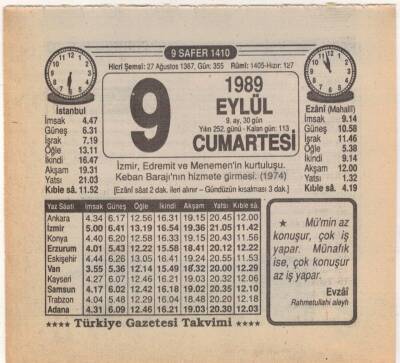 9 SAFER 1410
Hicrî Şemsi: 27 Ağustos 1367, Gün: 355 Rûmî: 1405-Hızır: 127
İstanbul
İmsak 4.47
Güneş 6.31
İşrak 7.19
Öğle 13.11
İkindi 16.47
Akşam 19.31
Yatsı 21.03
Kıble sâ. 11.52
9
1989
EYLÜL
9. ay, 30 gün
Yılın 252. günü - Kalan gün: 113
CUMARTESİ
İzmir, Edremit ve Menemen'in kurtuluşu.
Keban Barajı'nın hizmete girmesi. (1974)
[Ezânî sâat 2 dak. ileri alınır – Gündüzün kısalması 3 dak.]
Ezânî (Mahallî)
İmsak 9.14
Güneş 10.58
İşrak 11.46
Öğle 5.38
İkindi 9.14
Akşam 12.00
Yatsı 1.32
Kıble sâ. 4.19
Yaz Sâati İmsak Güneş Öğle İkindi Akşam Yatsı Kıble sâ.
Ankara 4.34 6.17 12.56 16.31 19.15 20.45 12.00
İzmir 5.00 6.41 13.19 16.54 19.36 21.05 11.42
Konya 4.40 6.20 12.58 16.33 19.15 20.43 11.56
Erzurum 4.01 5.43 12.22 15.58 18.41 20.12 12.22
Eskişehir 4.44 6.26 13.05 16.41 19.24 20.55 11.53
Van 3.55 5.36 12.14 15.49 18.32 20.00 12.29
Kayseri 4.27 6.07 12.46 16.21 19.03 20.32 12.06
Samsun 4.17 6.02 12.42 16.18 19.02 20.35 12.10
Trabzon 4.04 5.48 12.29 16.04 18.48 20.20 12.18
Adana 4.31 6.09 12.46 16.21 19.03 20.30 12.03
★ Mü'min az
konuşur, çok iş
yapar. Münafık
ise, çok konuşur
az iş yapar.
Evzâî
Rahmetullahi aleyh
★★★★ Türkiye Gazetesi Takvimi ★★★★